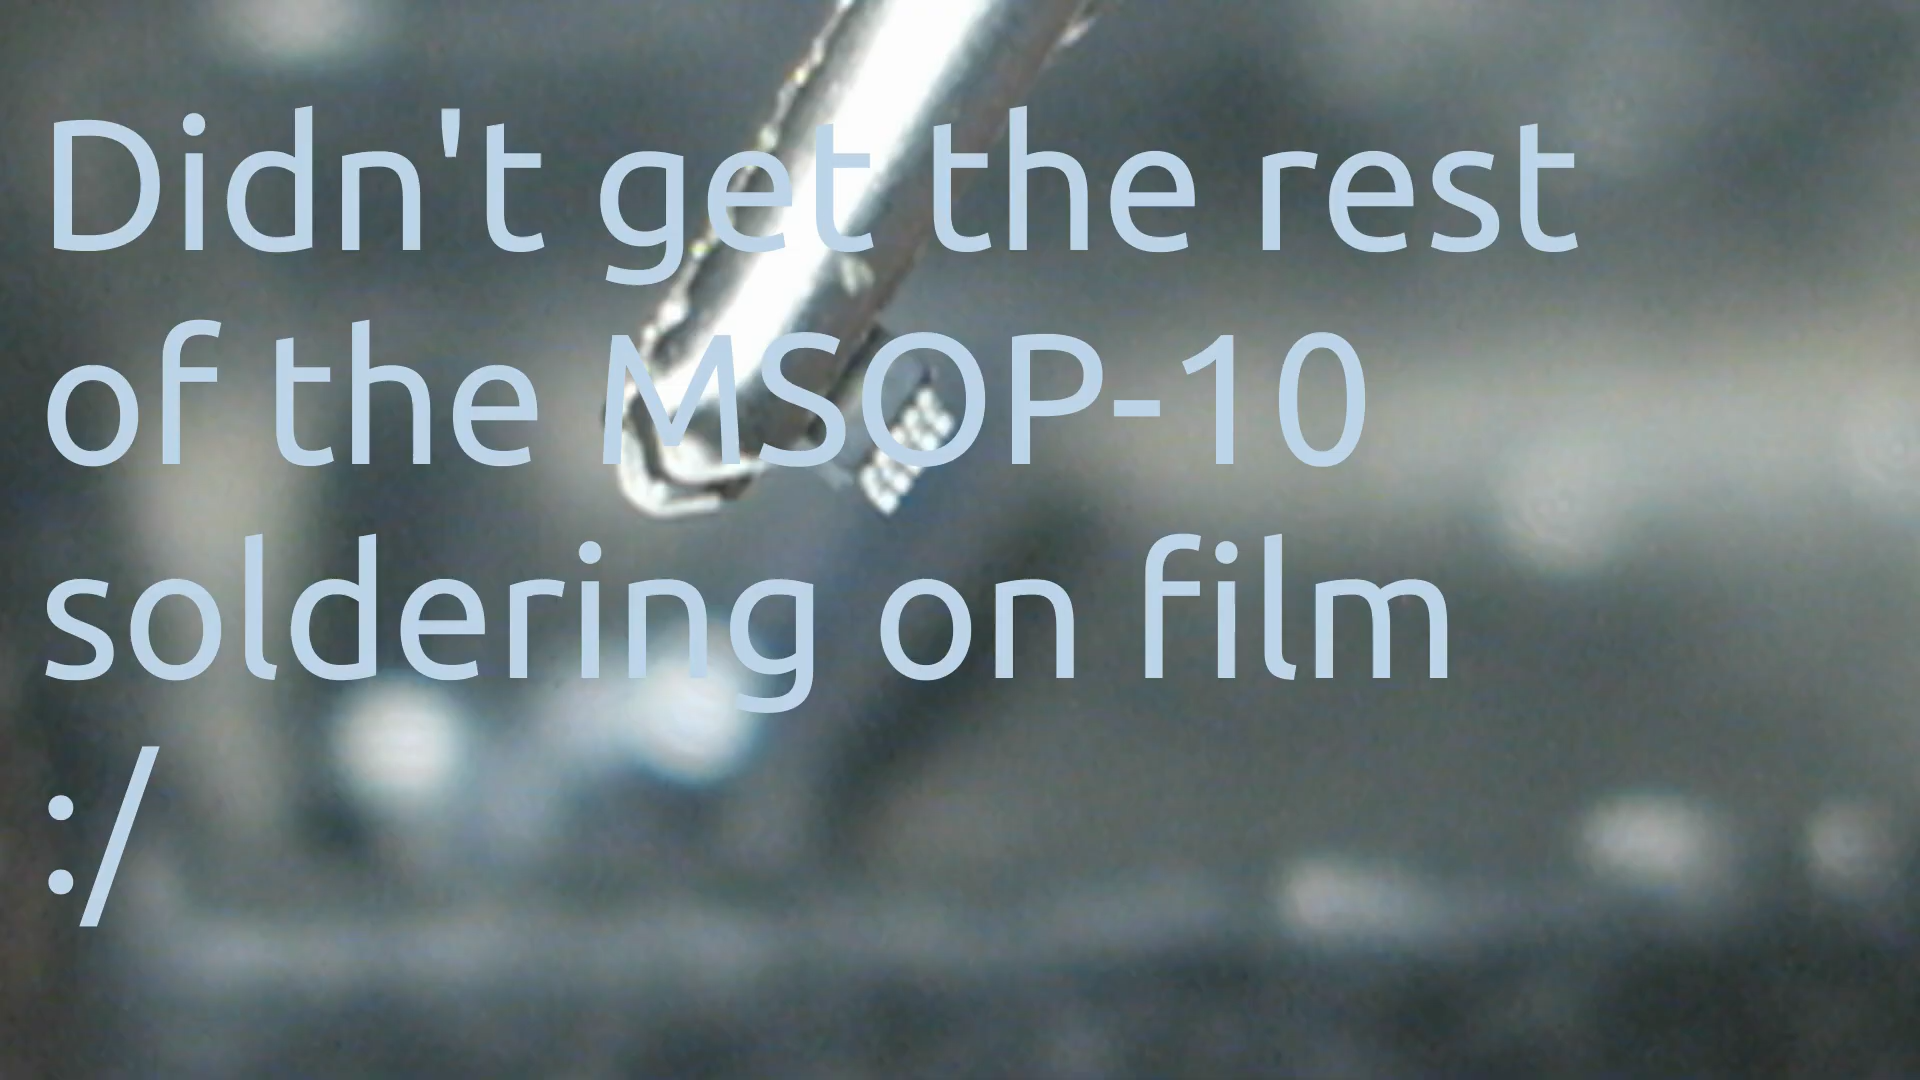 Didn't get the rest
of the MSOP-10
soldering on film
:/